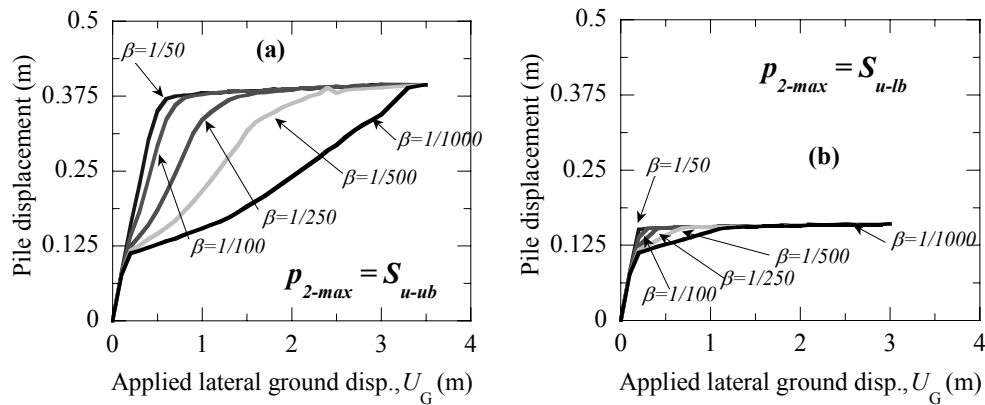 Pile displacement (m)
0.5
0.375
0.25
0.125
0
(a)
β=1/50
β=1/1000
β=1/500
β=1/250
β=1/100
p2-max = Su-ub
0 1 2 3 4
Applied lateral ground disp., UG (m)
Pile displacement (m)
0.5
0.375
0.25
0.125
0
p2-max = Su-lb
(b)
β=1/50
β=1/1000
β=1/500
β=1/250
β=1/100
0 1 2 3 4
Applied lateral ground disp., UG (m)